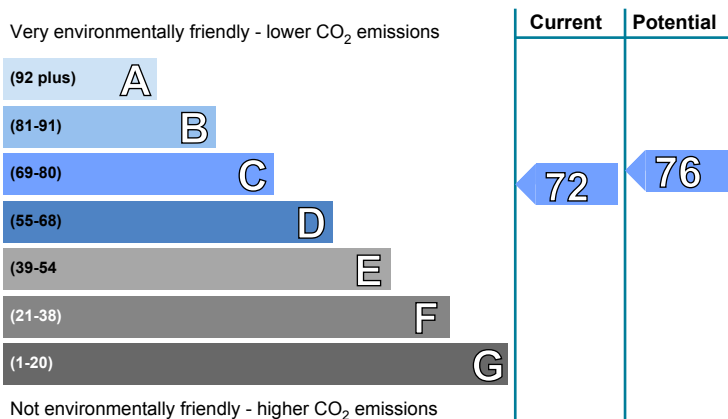 Very environmentally friendly - lower CO2 emissions
Current
Potential
(92 plus) A
(81-91) B
(69-80) C
(55-68) D
(39-54 E
(21-38) F
(1-20) G
72
76
Not environmentally friendly - higher CO2 emissions